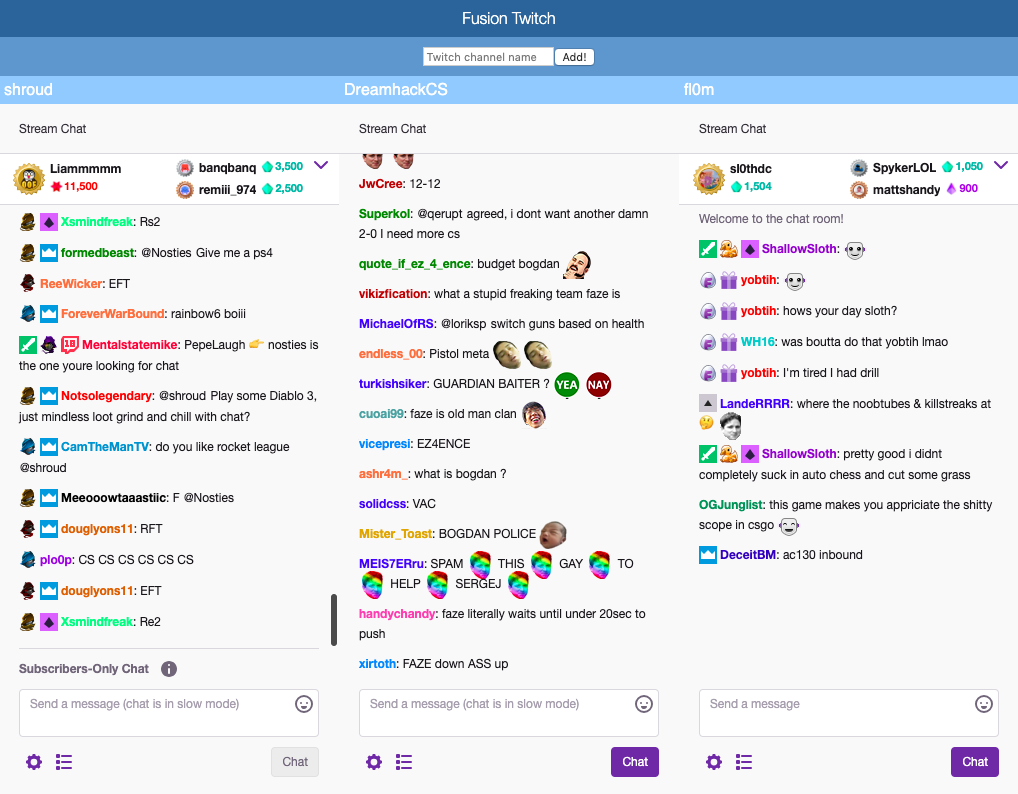 Fusion Twitch
Twitch channel name Add!
shroud
Stream Chat
Liammmmm
11,500
banqbanq 3,500
remiii_974 2,500
Xsmindfreak: Rs2
formedbeast: @Nosties Give me a ps4
ReeWicker: EFT
ForeverWarBound: rainbow6 boiii
Mentalstatemike: PepeLaugh 👉 nosties is
the one youre looking for chat
Notsolegendary: @shroud Play some Diablo 3,
just mindless loot grind and chill with chat?
CamTheManTV: do you like rocket league
@shroud
Meeooowtaaastiic: F @Nosties
douglyons11: RFT
plo0p: CS CS CS CS CS CS
douglyons11: EFT
Xsmindfreak: Re2
Subscribers-Only Chat
Send a message (chat is in slow mode)
Chat
DreamhackCS
Stream Chat
JwCree: 12-12
Superkol: @qerupt agreed, i dont want another damn
2-0 I need more cs
quote_if_ez_4_ence: budget bogdan
vikizfication: what a stupid freaking team faze is
MichaelOfRS: @loriksp switch guns based on health
endless_00: Pistol meta
turkishsiker: GUARDIAN BAITER ? YEA NAY
cuoai99: faze is old man clan
vicepresi: EZ4ENCE
ashr4m_: what is bogdan ?
solidcss: VAC
Mister_Toast: BOGDAN POLICE
MEIS7ERru: SPAM THIS GAY TO
HELP SERGEJ
handychandy: faze literally waits until under 20sec to
push
xirtoth: FAZE down ASS up
Send a message (chat is in slow mode)
Chat
fl0m
Stream Chat
sl0thdc
1,504
SpykerLOL 1,050
mattshandy 900
Welcome to the chat room!
ShallowSloth:
yobtih:
yobtih: hows your day sloth?
WH16: was boutta do that yobtih lmao
yobtih: I'm tired I had drill
LandeRRRR: where the noobtubes & killstreaks at
🤔
ShallowSloth: pretty good i didnt
completely suck in auto chess and cut some grass
OGJunglist: this game makes you appriciate the shitty
scope in csgo
DeceitBM: ac130 inbound
Send a message
Chat